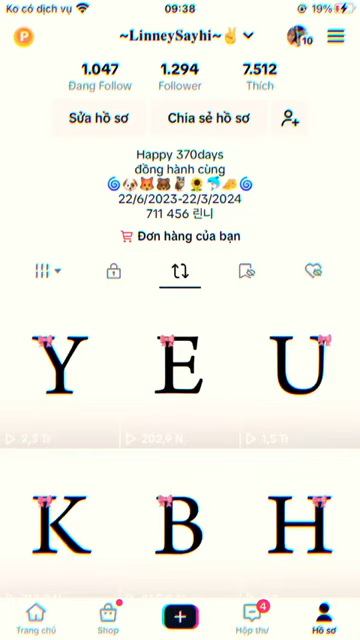 Ko có dịch vụ 09:38 19%
P ~LinneySayhi~✌️ 10
1.047 1.294 7.512
Đang Follow Follower Thích
Sửa hồ sơ Chia sẻ hồ sơ
Happy 370days
đồng hành cùng
🌀🐶🦊🐻🦉🌻🐬🌮🌀
22/6/2023-22/3/2024
711 456 린니
Đơn hàng của bạn
Y E U
2,3 Tr 202,9 N 1,5 Tr
K B H
Trang chủ Shop Hộp thư 4 Hồ sơ